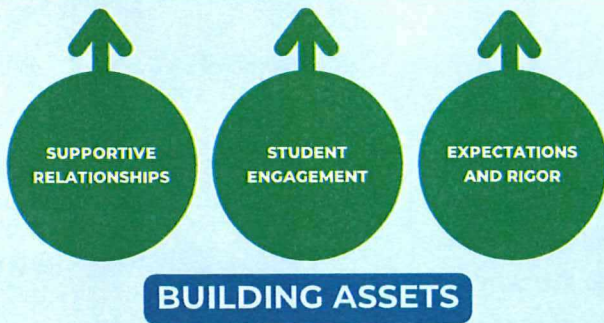 SUPPORTIVE
RELATIONSHIPS
STUDENT
ENGAGEMENT
EXPECTATIONS
AND RIGOR
BUILDING ASSETS